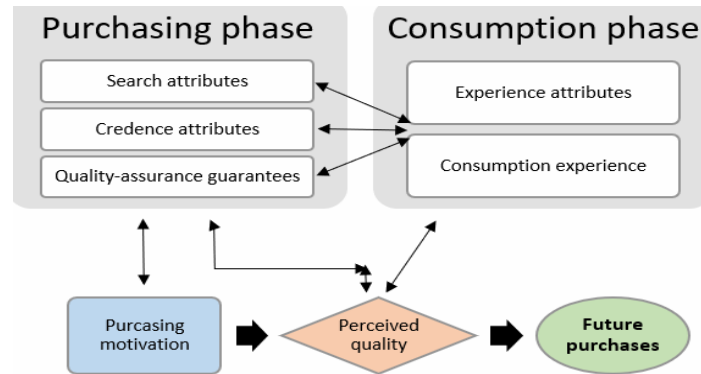 Purchasing phase
Search attributes
Credence attributes
Quality-assurance guarantees
Consumption phase
Experience attributes
Consumption experience
Purcasing
motivation
Perceived
quality
Future
purchases